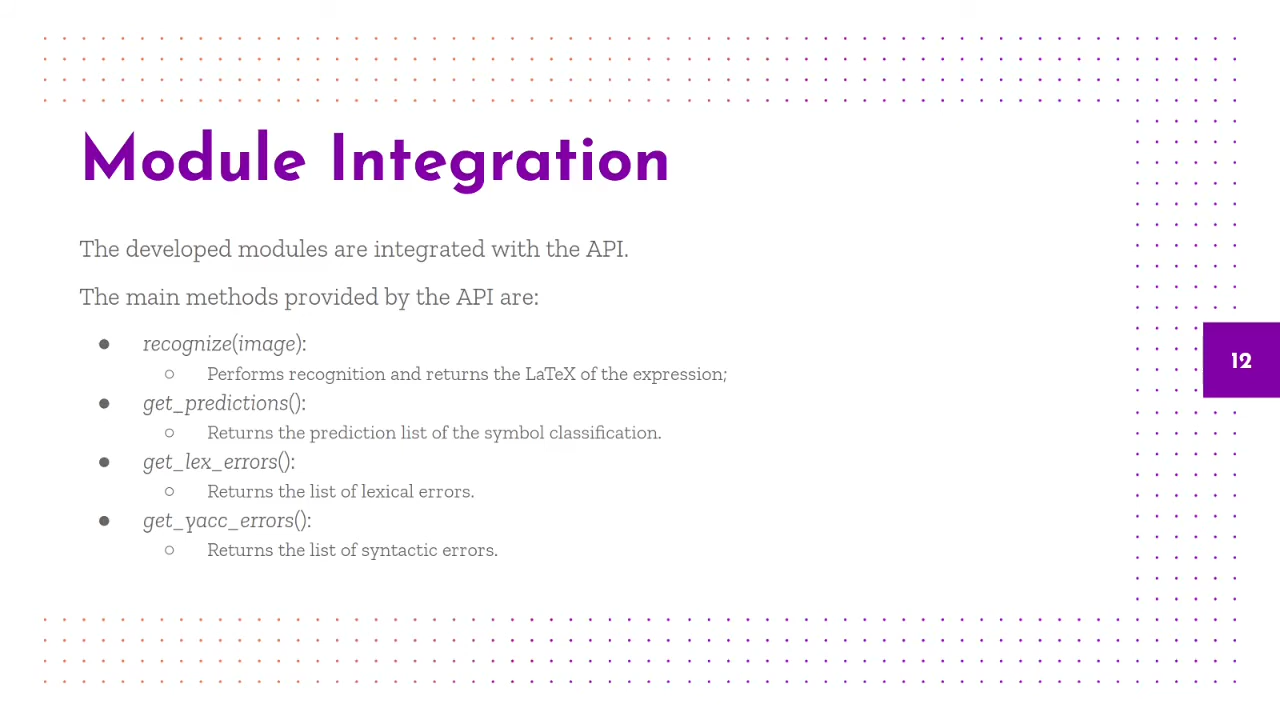 Module Integration
The developed modules are integrated with the API.
The main methods provided by the API are:
● recognize(image):
○ Performs recognition and returns the LaTeX of the expression;
● get_predictions():
○ Returns the prediction list of the symbol classification.
● get_lex_errors():
○ Returns the list of lexical errors.
● get_yacc_errors():
○ Returns the list of syntactic errors.
12